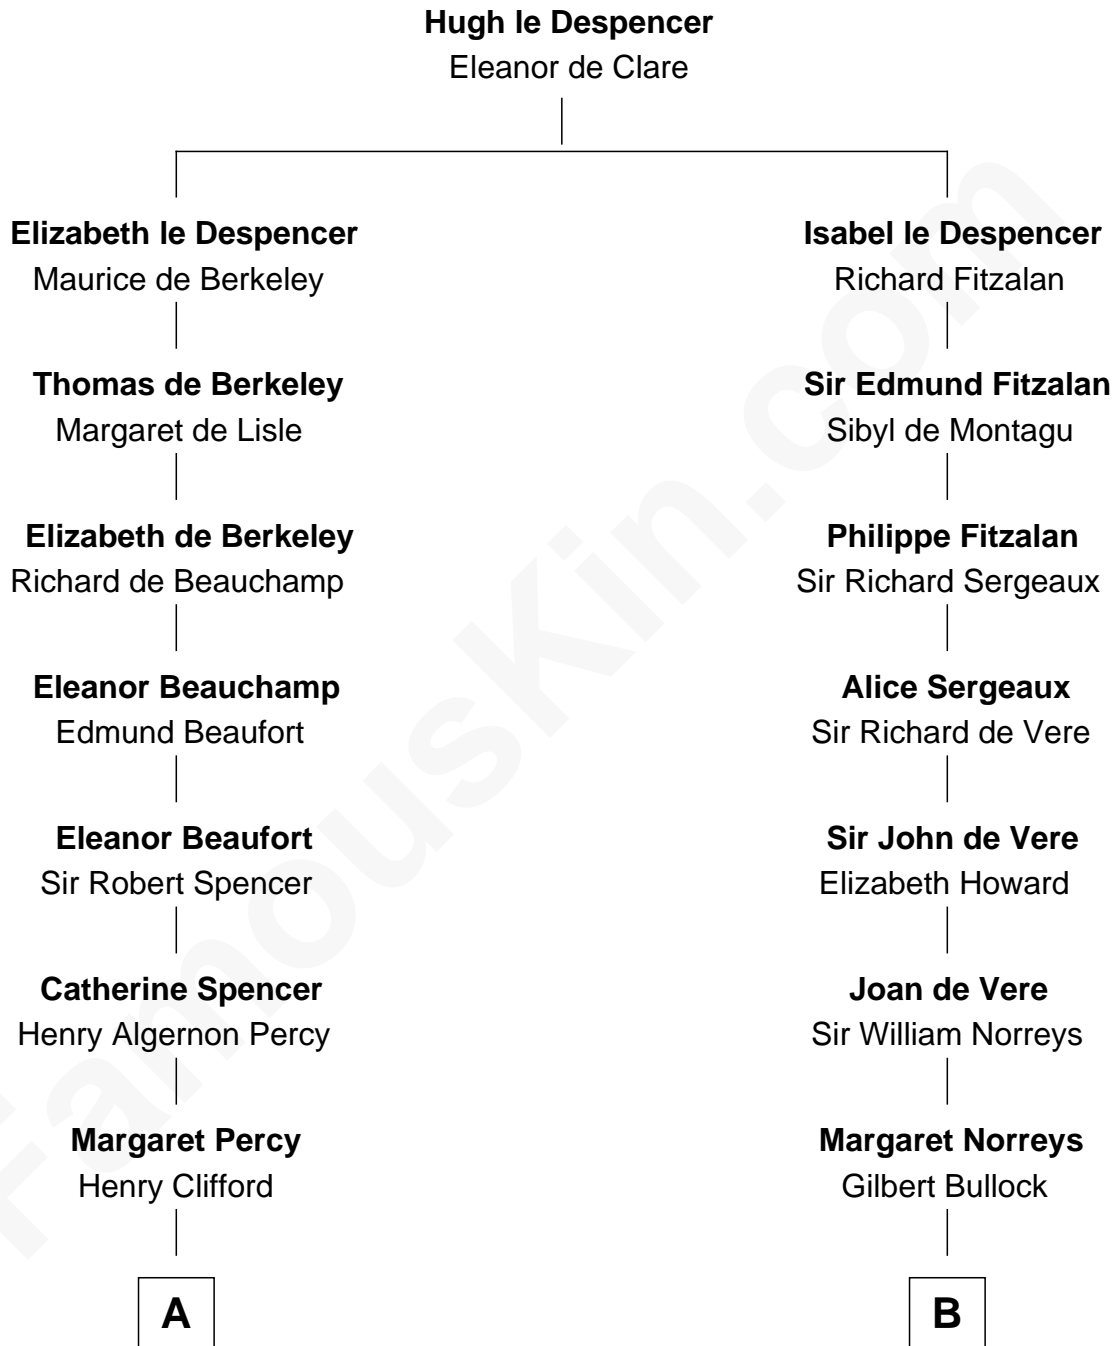 Hugh le Despencer
Eleanor de Clare
Elizabeth le Despencer
Maurice de Berkeley
Isabel le Despencer
Richard Fitzalan
Thomas de Berkeley
Margaret de Lisle
Sir Edmund Fitzalan
Sibyl de Montagu
Elizabeth de Berkeley
Richard de Beauchamp
Philippe Fitzalan
Sir Richard Sergeaux
Eleanor Beauchamp
Edmund Beaufort
Alice Sergeaux
Sir Richard de Vere
Eleanor Beaufort
Sir Robert Spencer
Sir John de Vere
Elizabeth Howard
Catherine Spencer
Henry Algernon Percy
Joan de Vere
Sir William Norreys
Margaret Percy
Henry Clifford
Margaret Norreys
Gilbert Bullock
A
B
FamousKin.com